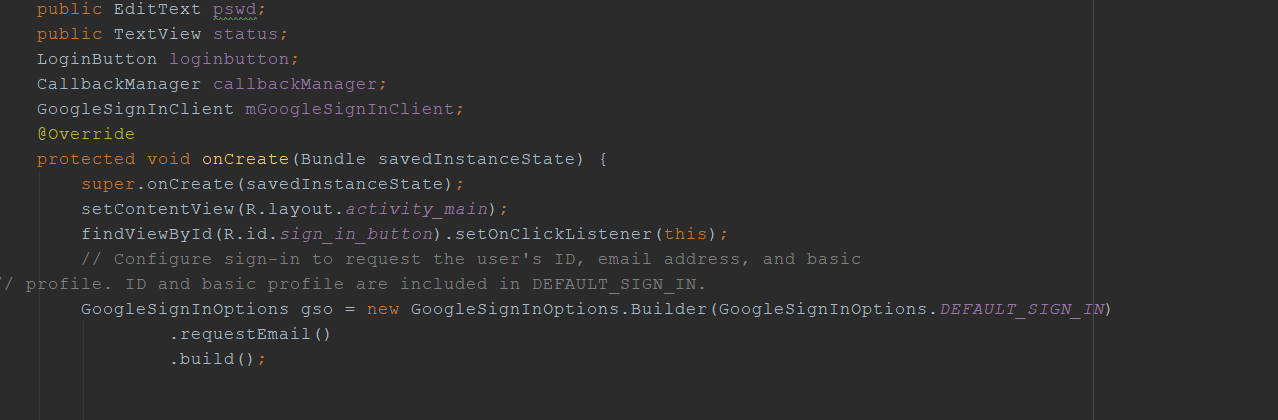 public EditText pswd;
public TextView status;
LoginButton loginbutton;
CallbackManager callbackManager;
GoogleSignInClient mGoogleSignInClient;
@Override
protected void onCreate(Bundle savedInstanceState) {
super.onCreate(savedInstanceState);
setContentView(R.layout.activity_main);
findViewById(R.id.sign_in_button).setOnClickListener(this);
// Configure sign-in to request the user's ID, email address, and basic
// profile. ID and basic profile are included in DEFAULT_SIGN_IN.
GoogleSignInOptions gso = new GoogleSignInOptions.Builder(GoogleSignInOptions.DEFAULT_SIGN_IN)
.requestEmail()
.build();